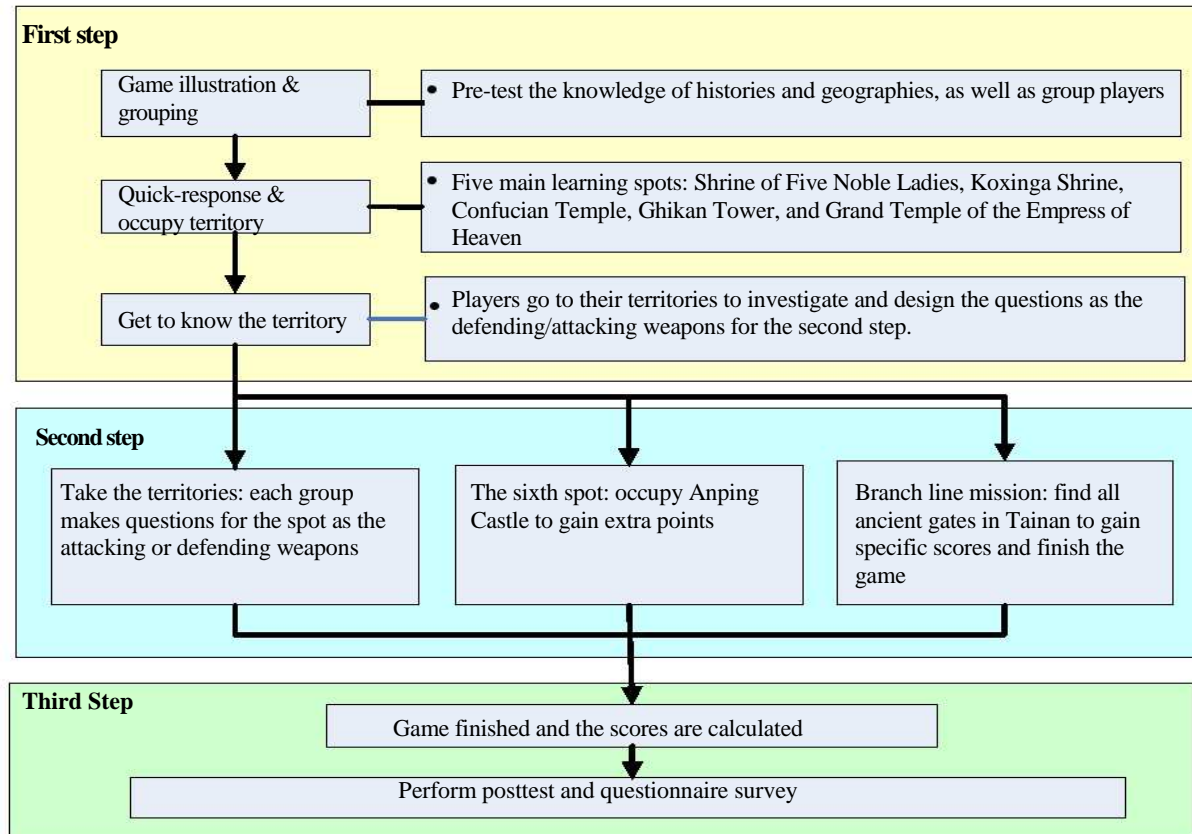 First step
Game illustration &
grouping
• Pre-test the knowledge of histories and geographies, as well as group players
Quick-response &
occupy territory
• Five main learning spots: Shrine of Five Noble Ladies, Koxinga Shrine,
Confucian Temple, Ghikan Tower, and Grand Temple of the Empress of
Heaven
Get to know the territory
• Players go to their territories to investigate and design the questions as the
defending/attacking weapons for the second step.
Second step
Take the territories: each group
makes questions for the spot as the
attacking or defending weapons
The sixth spot: occupy Anping
Castle to gain extra points
Branch line mission: find all
ancient gates in Tainan to gain
specific scores and finish the
game
Third Step
Game finished and the scores are calculated
Perform posttest and questionnaire survey